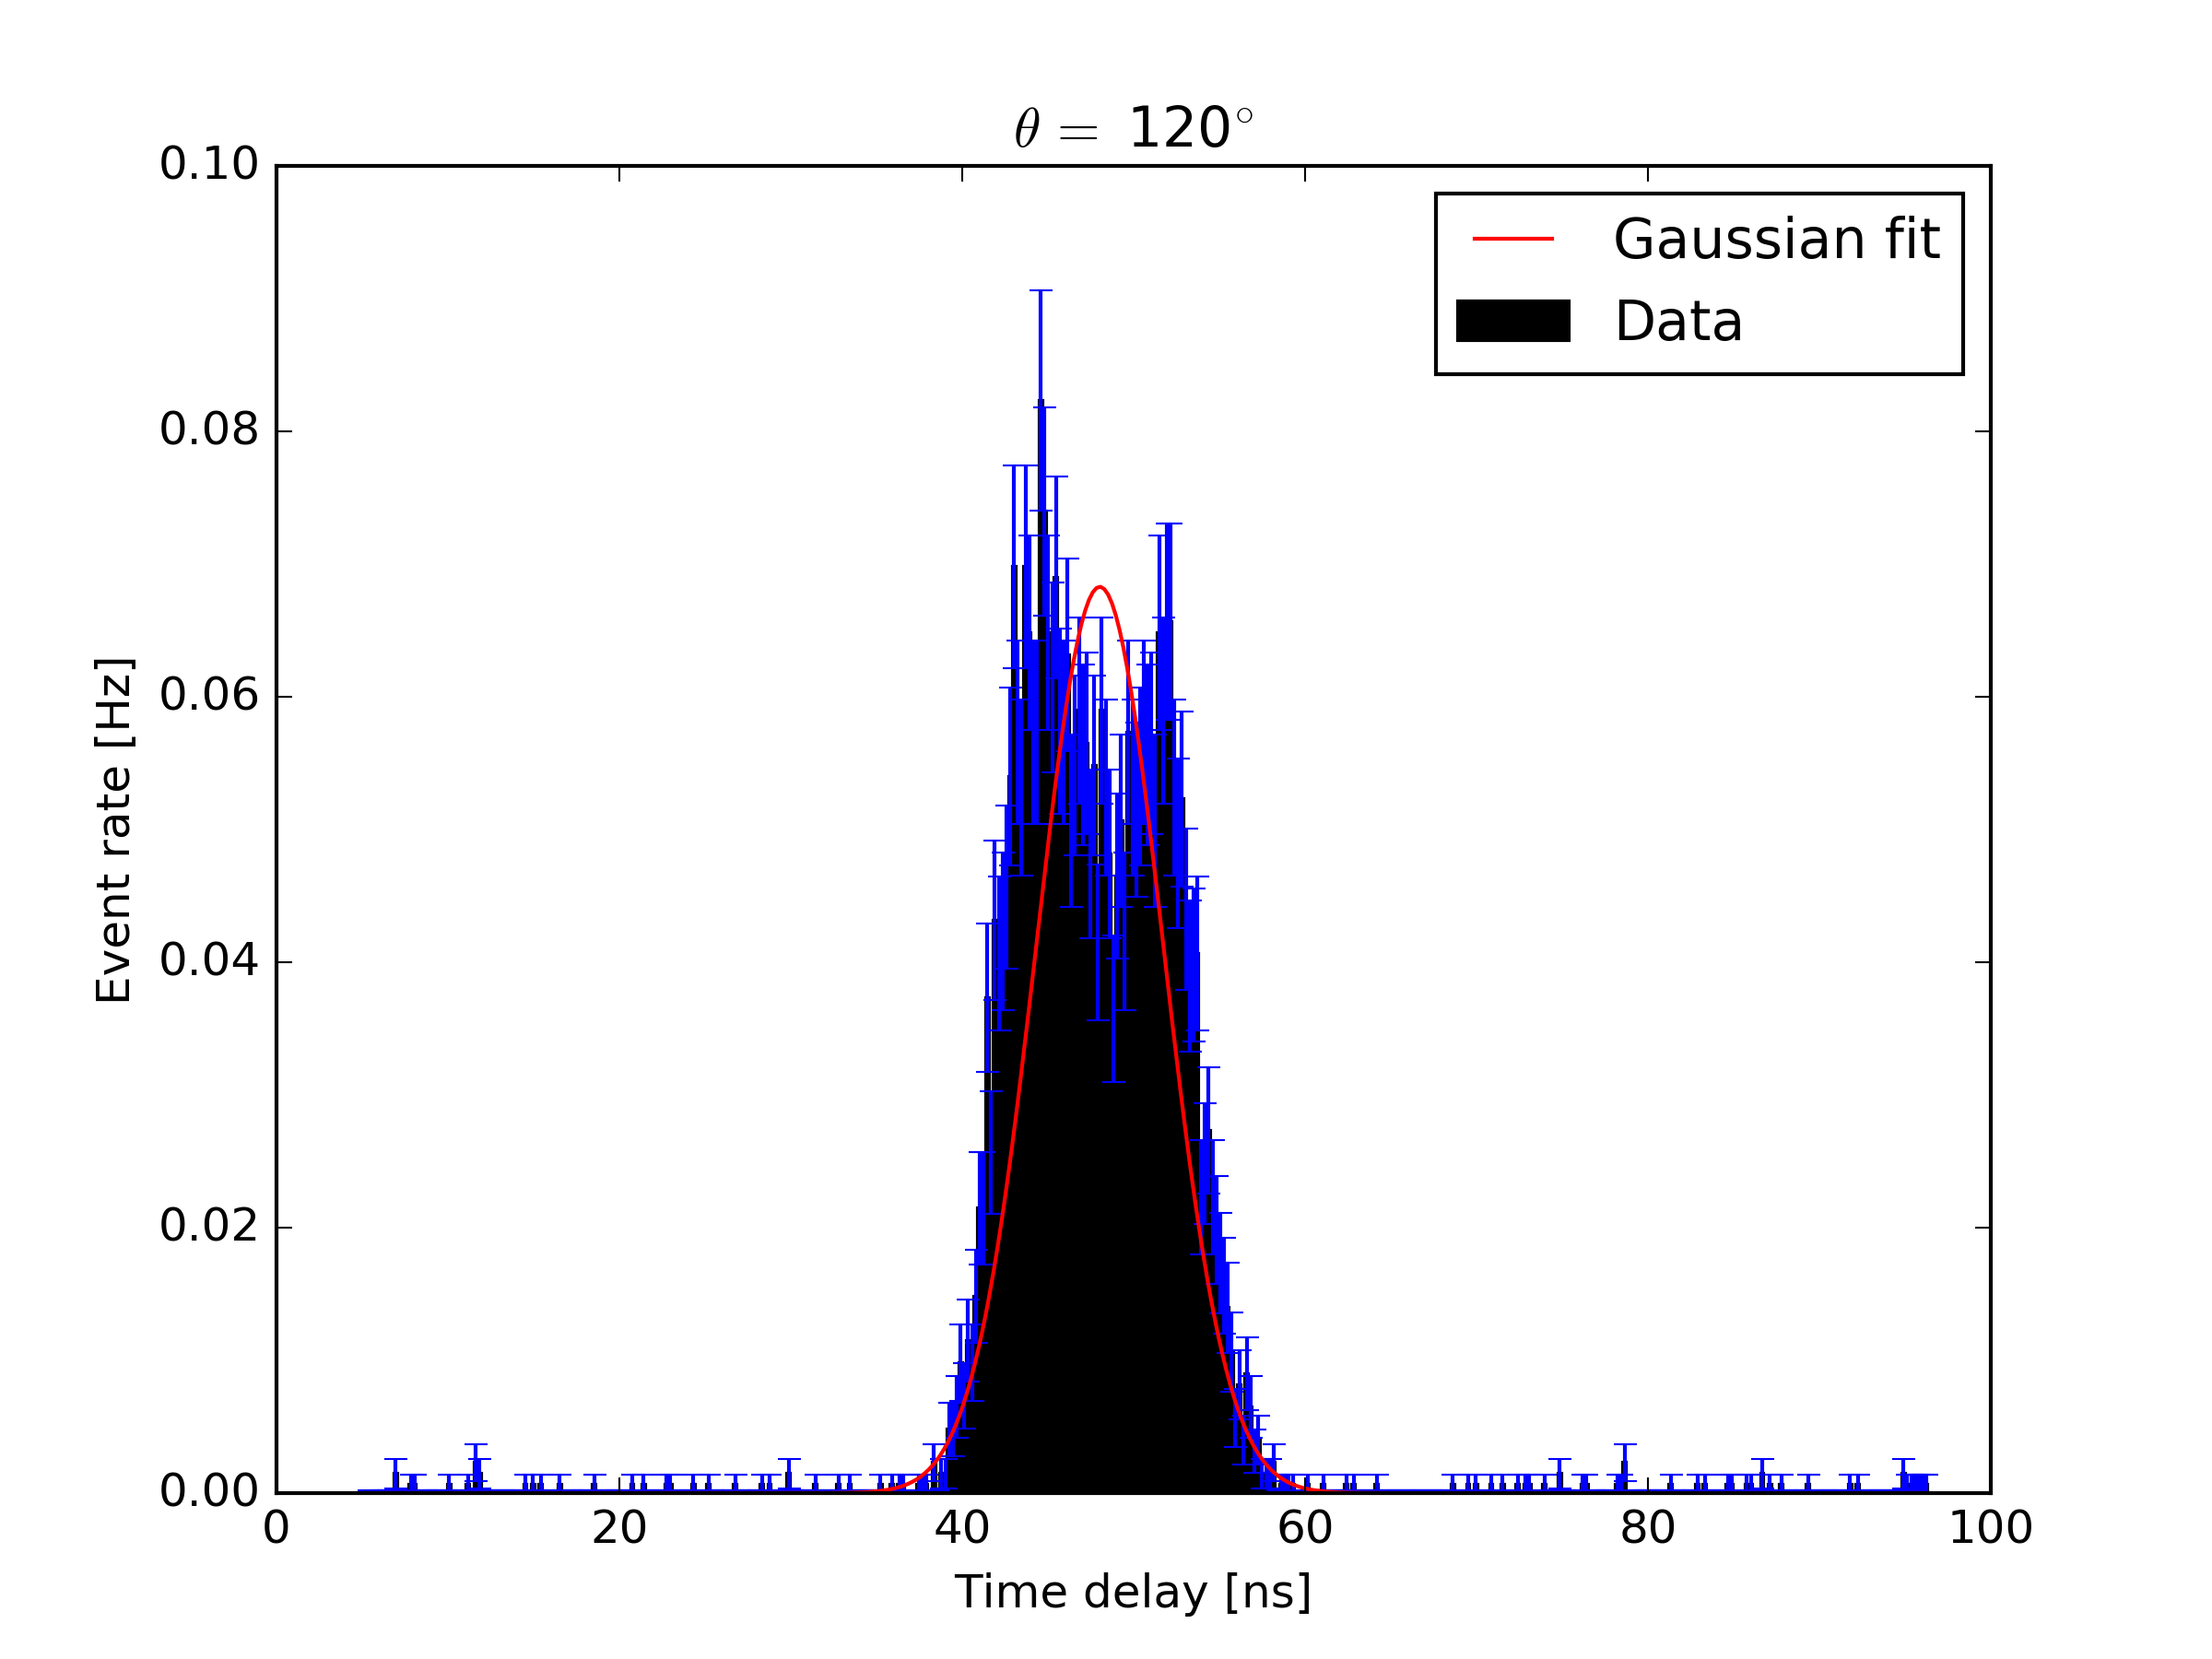 θ = 120°
Gaussian fit
Data
0.10
0.08
0.06
0.04
0.02
0.00
Event rate [Hz]
0 20 40 60 80 100
Time delay [ns]